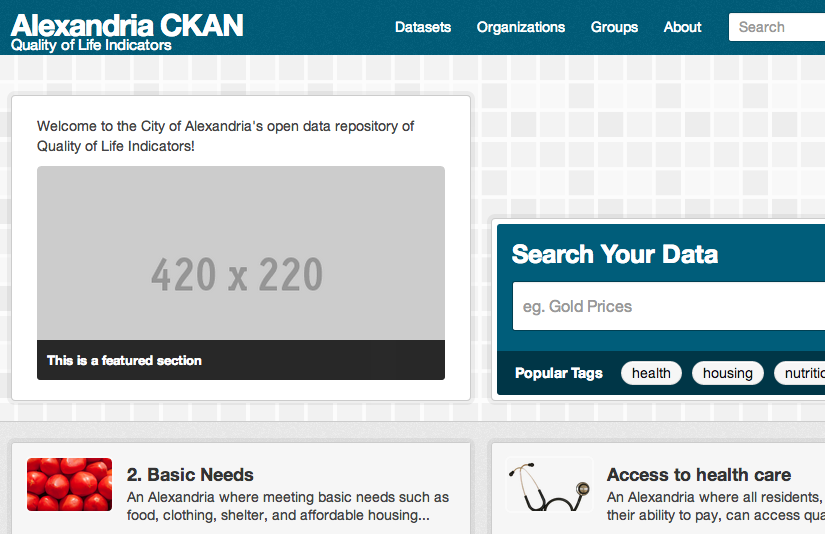 Alexandria CKAN
Quality of Life Indicators
Datasets
Organizations
Groups
About
Search
Welcome to the City of Alexandria's open data repository of
Quality of Life Indicators!
420 x 220
This is a featured section
Search Your Data
eg. Gold Prices
Popular Tags
health
housing
2. Basic Needs
An Alexandria where meeting basic needs such as
food, clothing, shelter, and affordable housing...
Access to health care
An Alexandria where all residents,
their ability to pay, can access